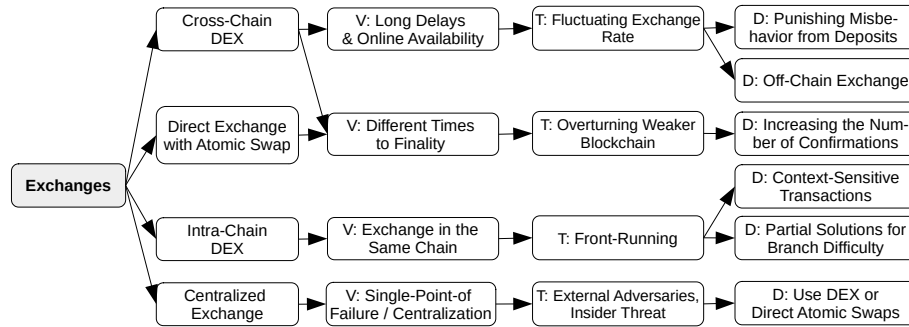 Exchanges
Cross-Chain
DEX
V: Long Delays
& Online Availability
T: Fluctuating Exchange
Rate
D: Punishing Misbe-
havior from Deposits
D: Off-Chain Exchange
Direct Exchange
with Atomic Swap
V: Different Times
to Finality
T: Overturning Weaker
Blockchain
D: Increasing the Num-
ber of Confirmations
Intra-Chain
DEX
V: Exchange in the
Same Chain
T: Front-Running
D: Context-Sensitive
Transactions
D: Partial Solutions for
Branch Difficulty
Centralized
Exchange
V: Single-Point-of
Failure / Centralization
T: External Adversaries,
Insider Threat
D: Use DEX or
Direct Atomic Swaps